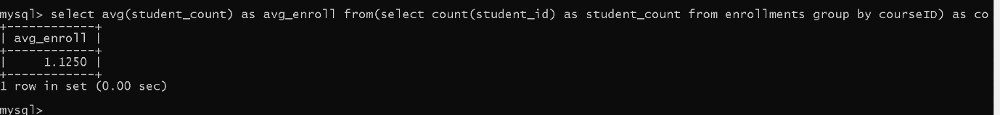 mysql> select avg(student_count) as avg_enroll from(select count(student_id) as student_count from enrollments group by courseID) as co
+------------+
| avg_enroll |
+------------+
|     1.1250 |
+------------+
1 row in set (0.00 sec)
mysql>